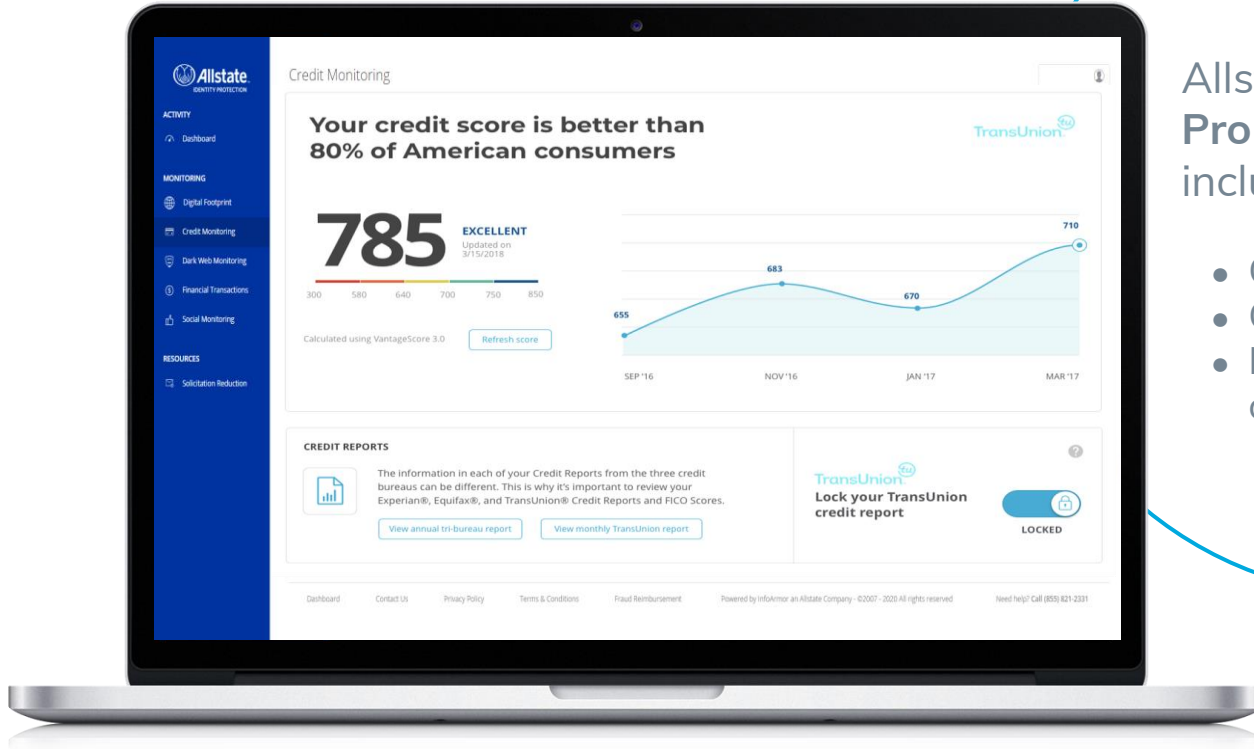 Allstate
IDENTITY PROTECTION
ACTIVITY
Dashboard
MONITORING
Digital Footprint
Credit Monitoring
Dark Web Monitoring
Financial Transactions
Social Monitoring
RESOURCES
Solicitation Reduction
Credit Monitoring
Your credit score is better than
80% of American consumers
TransUnion
tu
785
EXCELLENT
Updated on
3/15/2018
300 580 640 700 750 850
Calculated using VantageScore 3.0
Refresh score
655
683
670
710
SEP '16 NOV '16 JAN '17 MAR '17
CREDIT REPORTS
The information in each of your Credit Reports from the three credit
bureaus can be different. This is why it's important to review your
Experian®, Equifax®, and TransUnion® Credit Reports and FICO Scores.
View annual tri-bureau report
View monthly TransUnion report
TransUnion
tu
Lock your TransUnion
credit report
?
LOCKED
Dashboard Contact Us Privacy Policy Terms & Conditions Fraud Reimbursement Powered by InfoArmor an Allstate Company - ©2007 - 2020 All rights reserved Need help? Call (855) 821-2331
Alls
Pro
inclu